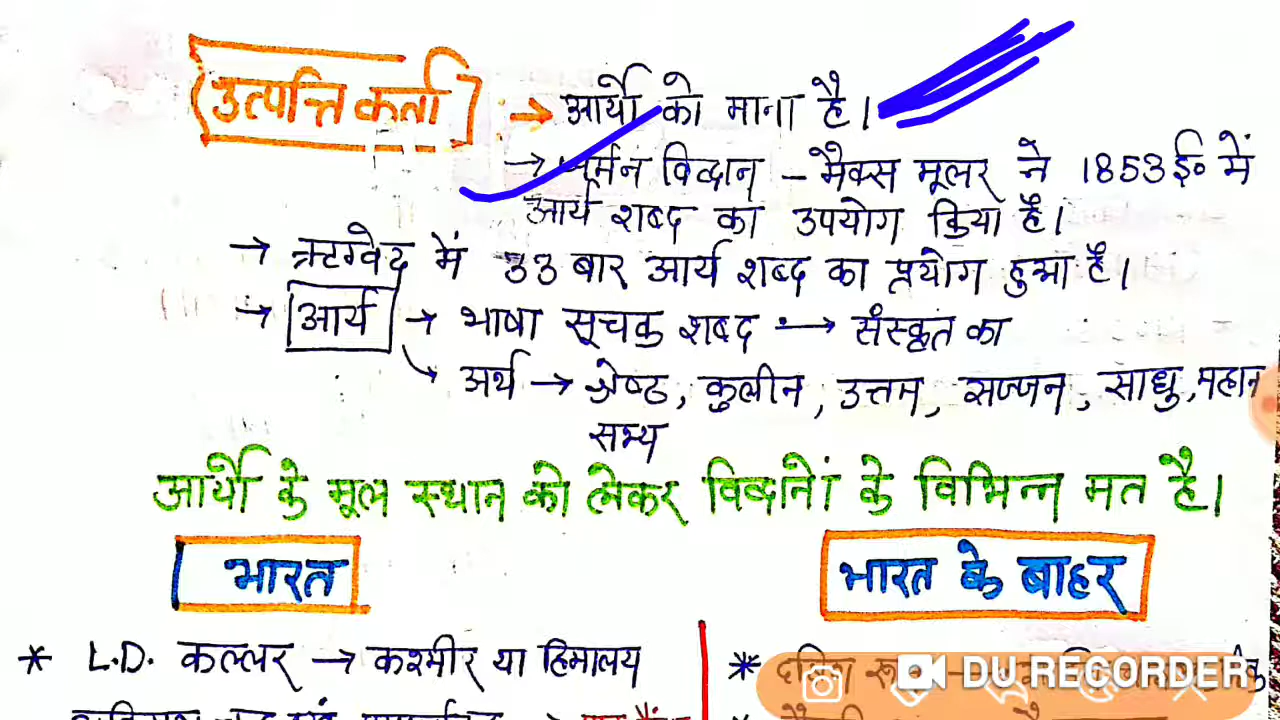 उत्पत्ति कर्ता → आर्यो को माना है।
→ जर्मन विद्वान – मैक्स मूलर ने 1853 ई० में
आर्य शब्द का उपयोग किया है।
→ ऋग्वेद में 33 बार आर्य शब्द का प्रयोग हुआ है।
→ आर्य → भाषा सूचक शब्द → संस्कृत का
→ अर्थ → श्रेष्ठ, कुलीन, उत्तम, सज्जन, साधु, महान
सभ्य
आर्यो के मूल स्थान को लेकर विद्वानों के विभिन्न मत है।
भारत
भारत के बाहर
* L.D. कल्लर → कश्मीर या हिमालय
*
DU RECORDER